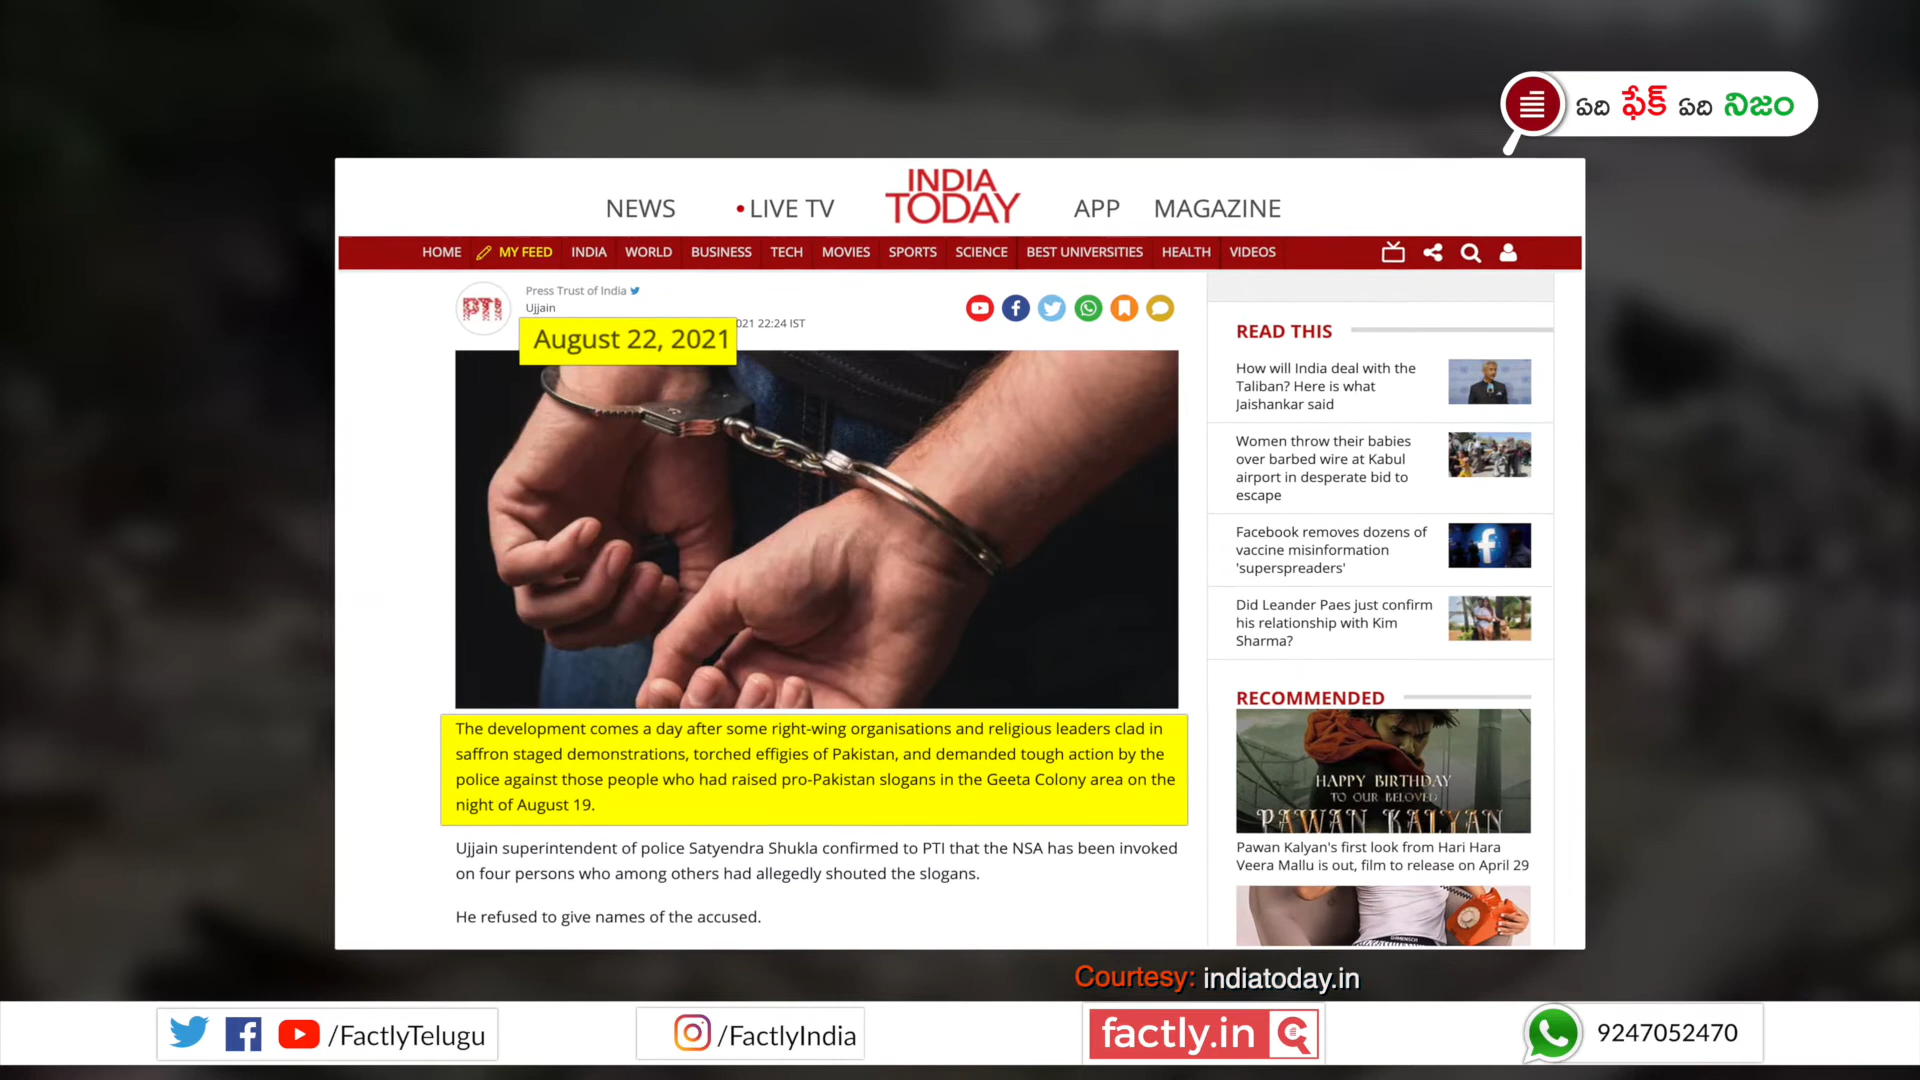 ఏది ఫేక్ ఏది నిజం
NEWS
LIVE TV
INDIA
TODAY
APP
MAGAZINE
HOME
MY FEED
INDIA
WORLD
BUSINESS
TECH
MOVIES
SPORTS
SCIENCE
BEST UNIVERSITIES
HEALTH
VIDEOS
PTI
Press Trust of India
Ujjain
021 22:24 IST
August 22, 2021
The development comes a day after some right-wing organisations and religious leaders clad in
saffron staged demonstrations, torched effigies of Pakistan, and demanded tough action by the
police against those people who had raised pro-Pakistan slogans in the Geeta Colony area on the
night of August 19.
Ujjain superintendent of police Satyendra Shukla confirmed to PTI that the NSA has been invoked
on four persons who among others had allegedly shouted the slogans.
He refused to give names of the accused.
READ THIS
How will India deal with the
Taliban? Here is what
Jaishankar said
Women throw their babies
over barbed wire at Kabul
airport in desperate bid to
escape
Facebook removes dozens of
vaccine misinformation
'superspreaders'
Did Leander Paes just confirm
his relationship with Kim
Sharma?
RECOMMENDED
HAPPY BIRTHDAY
TO OUR BELOVED
PAWAN KALYAN
Pawan Kalyan's first look from Hari Hara
Veera Mallu is out, film to release on April 29
Courtesy: indiatoday.in
/FactlyTelugu
/FactlyIndia
factly.in
9247052470